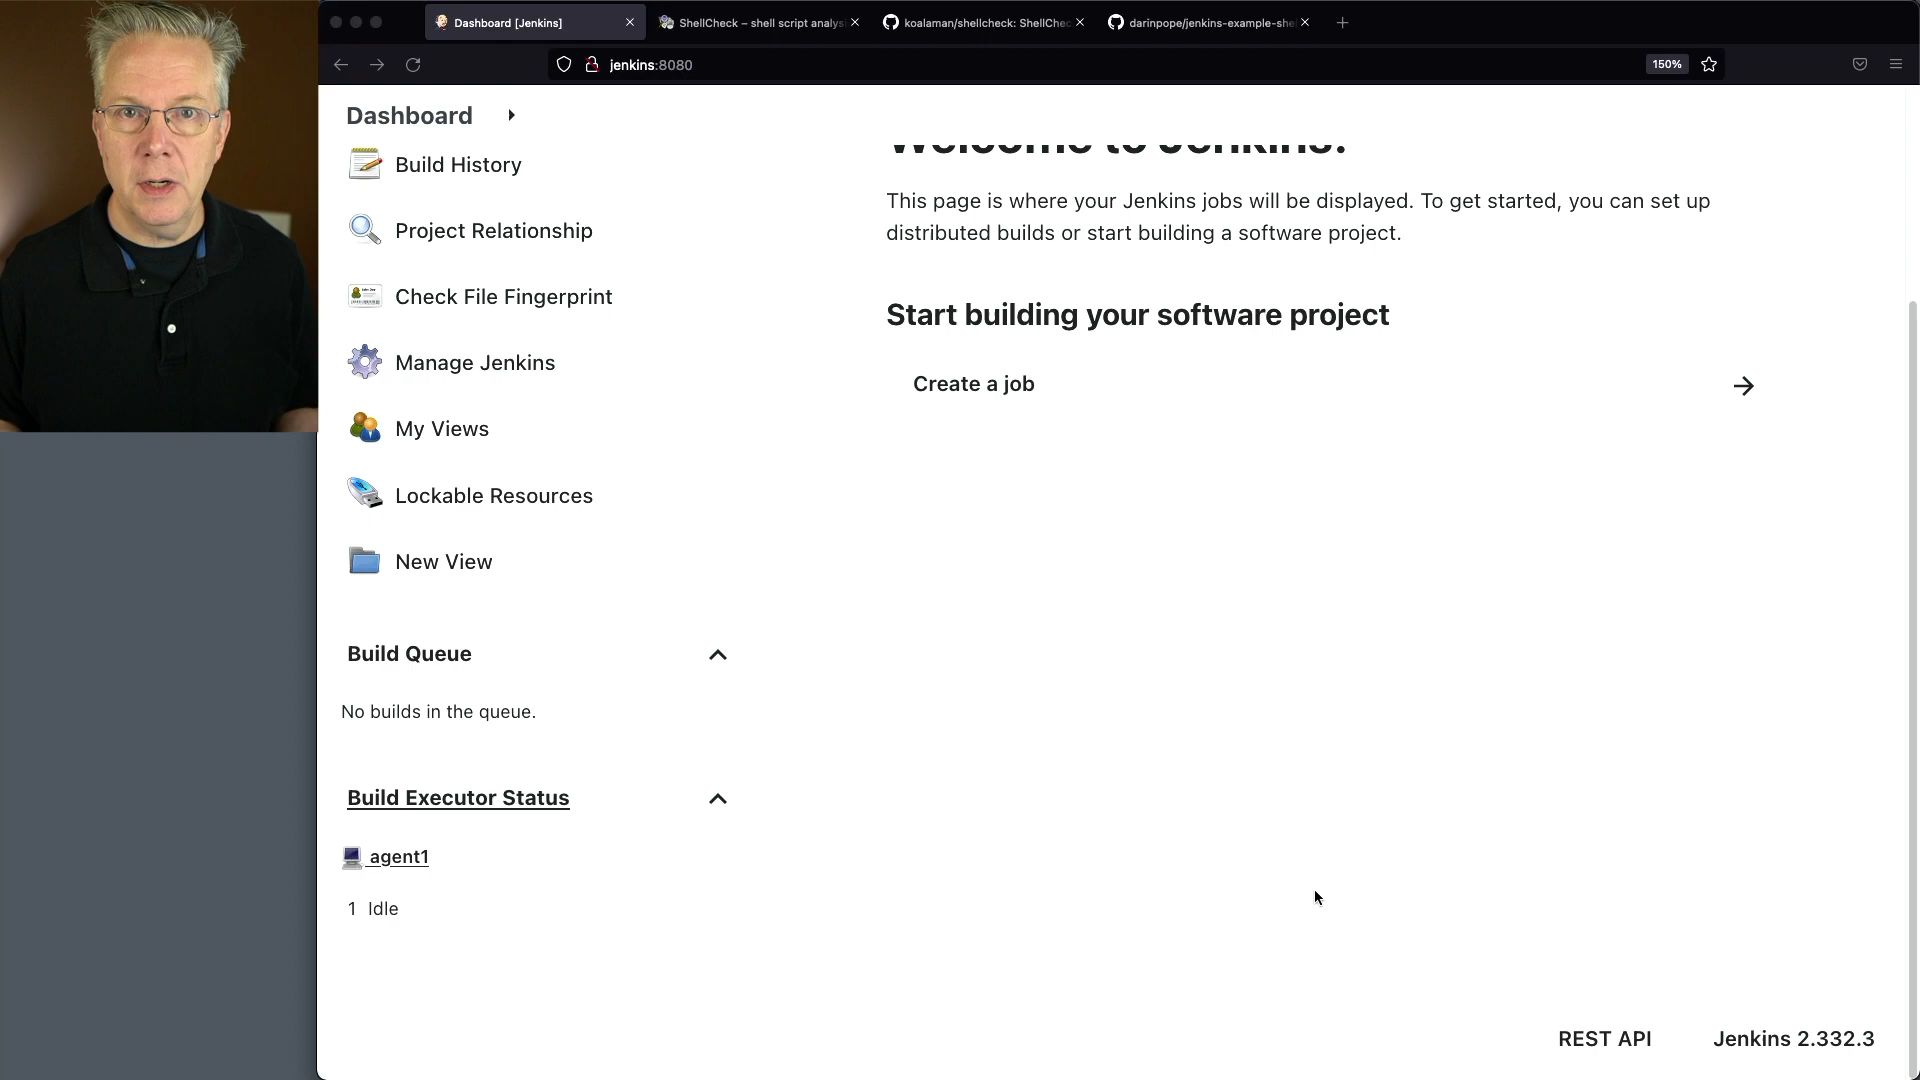 Dashboard [Jenkins]
ShellCheck – shell script analys
koalaman/shellcheck: ShellChec
darinpope/jenkins-example-she
jenkins:8080
150%
Dashboard
Build History
Project Relationship
Check File Fingerprint
Manage Jenkins
My Views
Lockable Resources
New View
Build Queue
No builds in the queue.
Build Executor Status
agent1
1 Idle
Welcome to Jenkins!
This page is where your Jenkins jobs will be displayed. To get started, you can set up
distributed builds or start building a software project.
Start building your software project
Create a job
REST API
Jenkins 2.332.3